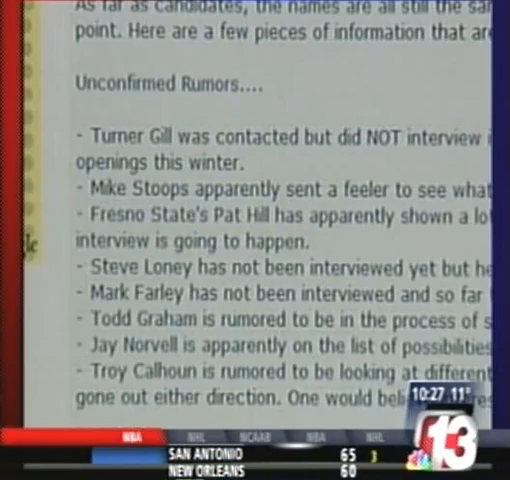 As far as candidates, the names are all still the
point. Here are a few pieces of information that
Unconfirmed Rumors....
- Turner Gill was contacted but did NOT interview
openings this winter.
- Mike Stoops apparently sent a feeler to see what
- Fresno State's Pat Hill has apparently shown a
interview is going to happen.
- Steve Loney has not been interviewed yet but
- Mark Farley has not been interviewed and so far
- Todd Graham is rumored to be in the process of
- Jay Norvell is apparently on the list of possibilities
- Troy Calhoun is rumored to be looking at different
gone out either direction. One would
10:27 11°
13
NBA NHL NCAAB NBA NHL
SAN ANTONIO 65 3
NEW ORLEANS 60